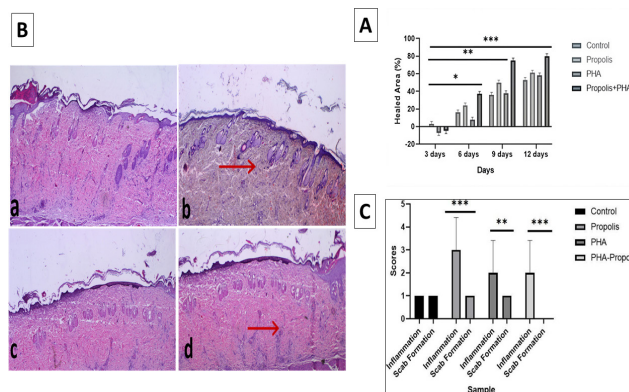 B
a
b
c
d
A
***
**
*
Healed Area (%)
100
80
60
40
20
0
-20
3 days
6 days
9 days
12 days
Days
Control
Propolis
PHA
Propolis+PHA
C
Scores
5
4
3
2
1
0
***
**
***
Inflammation
Scab Formation
Inflammation
Scab Formation
Inflammation
Scab Formation
Inflammation
Scab Formation
Sample
Control
Propolis
PHA
PHA-Propo